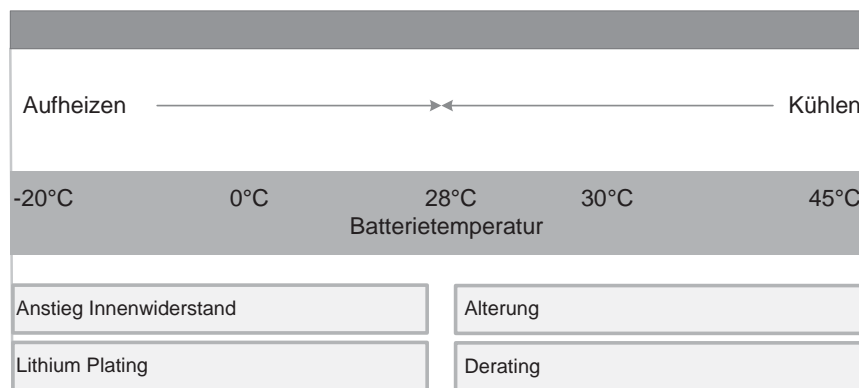 Aufheizen Kühlen
-20°C 0°C 28°C 30°C 45°C
Batterietemperatur
Anstieg Innenwiderstand Alterung
Lithium Plating Derating